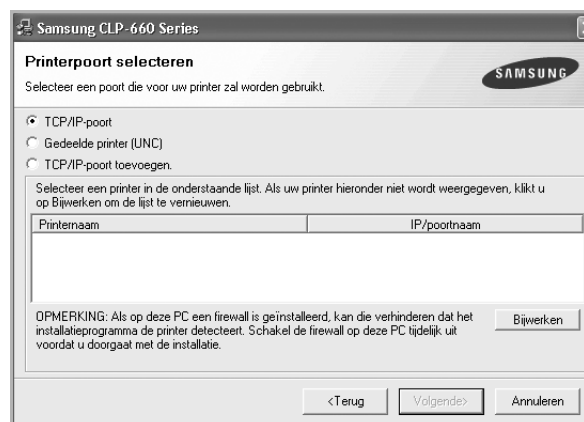 Samsung CLP-660 Series
Printerpoort selecteren
Selecteer een poort die voor uw printer zal worden gebruikt.
SAMSUNG
TCP/IP-poort
Gedeelde printer (UNC)
TCP/IP-poort toevoegen.
Selecteer een printer in de onderstaande lijst. Als uw printer hieronder niet wordt weergegeven, klikt u
op Bijwerken om de lijst te vernieuwen.
Printernaam IP/poortnaam
OPMERKING: Als op deze PC een firewall is geïnstalleerd, kan die verhinderen dat het
installatieprogramma de printer detecteert. Schakel de firewall op deze PC tijdelijk uit
voordat u doorgaat met de installatie.
Bijwerken
<Terug Volgende> Annuleren